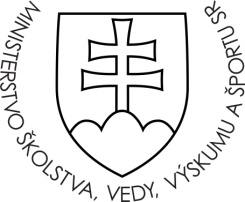 MINISTERSTVO ŠKOLSTVA, VEDY, VÝSKUMU A ŠPORTU SR